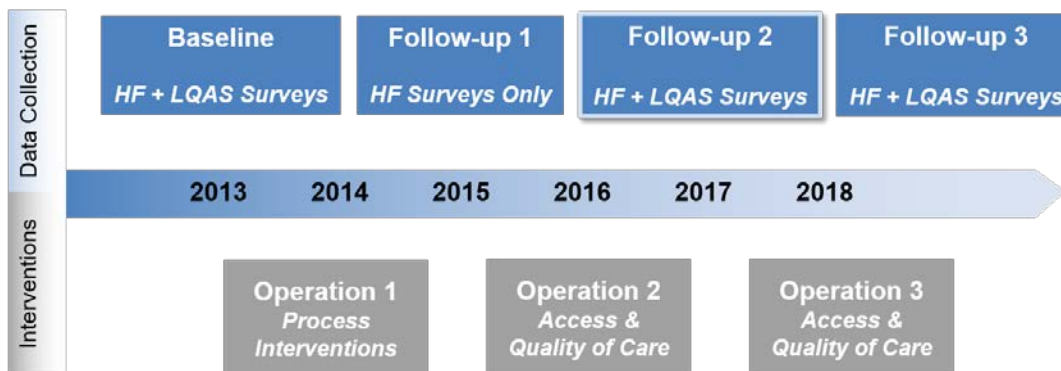 Data Collection
Baseline
HF + LQAS Surveys
Follow-up 1
HF Surveys Only
Follow-up 2
HF + LQAS Surveys
Follow-up 3
HF + LQAS Surveys
2013 2014 2015 2016 2017 2018
Interventions
Operation 1
Process
Interventions
Operation 2
Access &
Quality of Care
Operation 3
Access &
Quality of Care